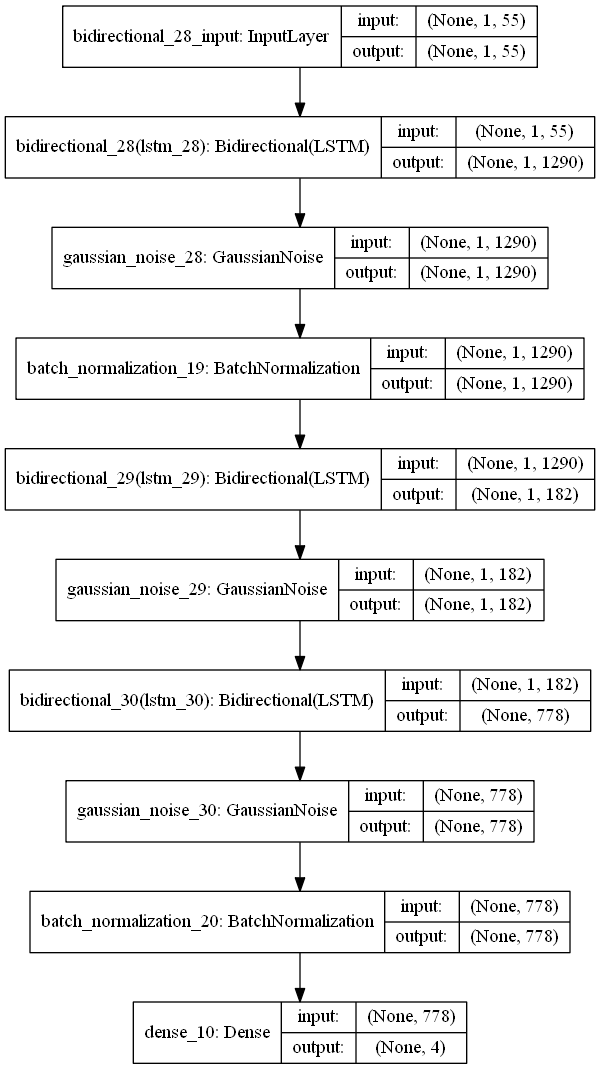 bidirectional_28_input: InputLayer input: (None, 1, 55)
output: (None, 1, 55)
bidirectional_28(lstm_28): Bidirectional(LSTM) input: (None, 1, 55)
output: (None, 1, 1290)
gaussian_noise_28: GaussianNoise input: (None, 1, 1290)
output: (None, 1, 1290)
batch_normalization_19: BatchNormalization input: (None, 1, 1290)
output: (None, 1, 1290)
bidirectional_29(lstm_29): Bidirectional(LSTM) input: (None, 1, 1290)
output: (None, 1, 182)
gaussian_noise_29: GaussianNoise input: (None, 1, 182)
output: (None, 1, 182)
bidirectional_30(lstm_30): Bidirectional(LSTM) input: (None, 1, 182)
output: (None, 778)
gaussian_noise_30: GaussianNoise input: (None, 778)
output: (None, 778)
batch_normalization_20: BatchNormalization input: (None, 778)
output: (None, 778)
dense_10: Dense input: (None, 778)
output: (None, 4)